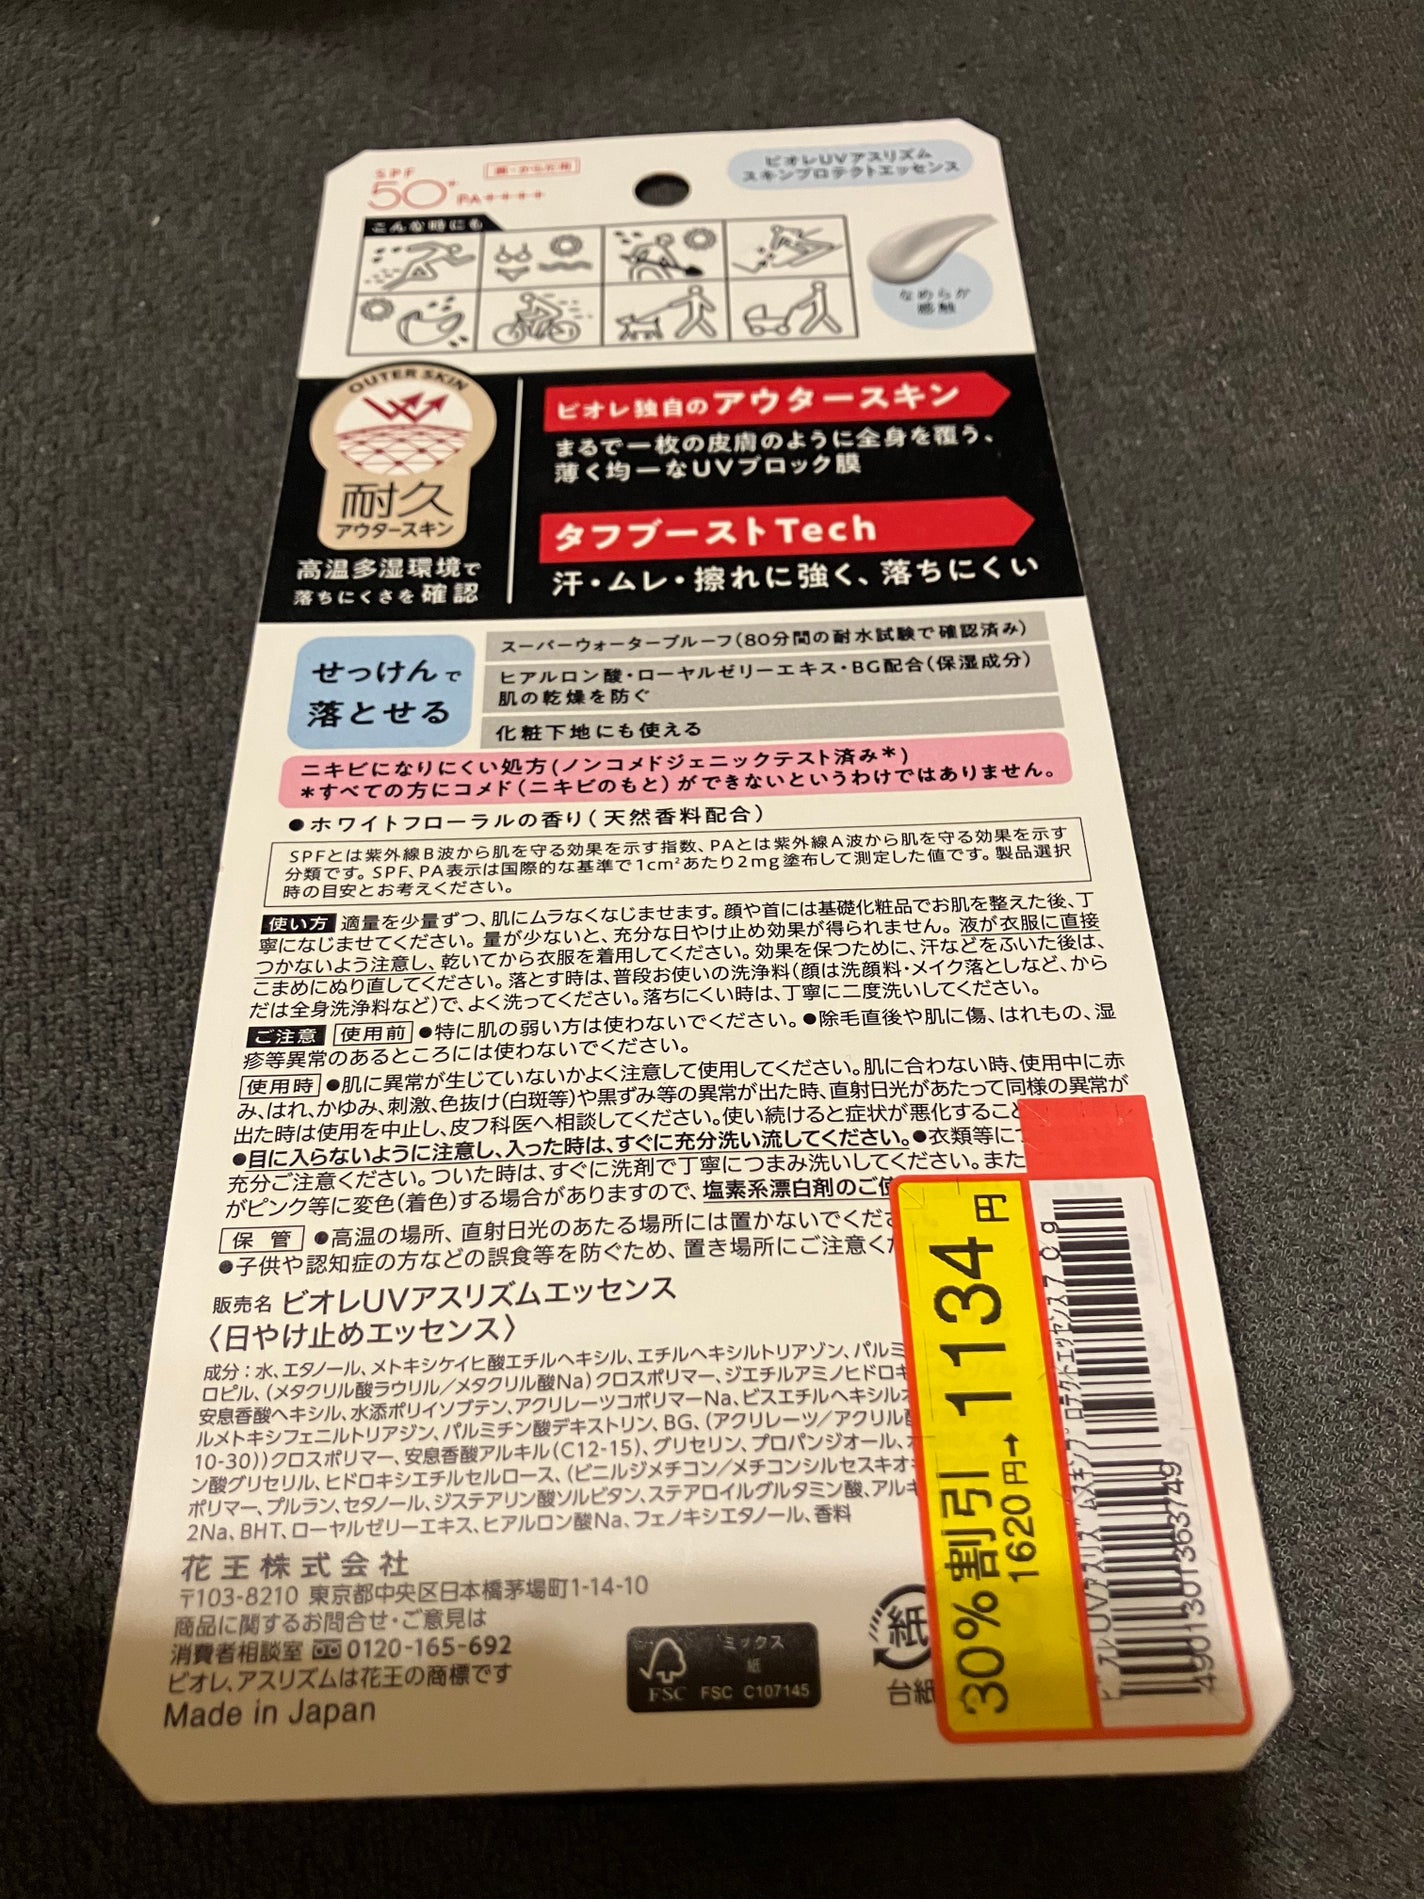 SPF
50+ PA++++
顔・からだ用
ビオレUVアスリズム
スキンプロテクトエッセンス
こんな時にも
なめらか
感触
OUTER SKIN
耐久
アウタースキン
高温多湿環境で
落ちにくさを確認
ビオレ独自のアウタースキン
まるで一枚の皮膚のように全身を覆う、
薄く均一なUVブロック膜
タフブーストTech
汗・ムレ・擦れに強く、落ちにくい
せっけんで
落とせる
スーパーウォータープルーフ(80分間の耐水試験で確認済み)
ヒアルロン酸・ローヤルゼリーエキス・BG配合(保湿成分)
肌の乾燥を防ぐ
化粧下地にも使える
ニキビになりにくい処方(ノンコメドジェニックテスト済み*)
*すべての方にコメド(ニキビのもと)ができないというわけではありません。
●ホワイトフローラルの香り(天然香料配合)
SPFとは紫外線B波から肌を守る効果を示す指数、PAとは紫外線A波から肌を守る効果を示す
分類です。SPF、PA表示は国際的な基準で1cm²あたり2mg塗布して測定した値です。製品選択
時の目安とお考えください。
使い方 適量を少量ずつ、肌にムラなくなじませます。顔や首には基礎化粧品でお肌を整えた後、丁
寧になじませてください。量が少ないと、充分な日やけ止め効果が得られません。液が衣服に直接
つかないよう注意し、乾いてから衣服を着用してください。効果を保つために、汗などをふいた後は、
こまめにぬり直してください。落とす時は、普段お使いの洗浄料(顔は洗顔料・メイク落としなど、から
だは全身洗浄料など)で、よく洗ってください。落ちにくい時は、丁寧に二度洗いしてください。
ご注意 使用前 ●特に肌の弱い方は使わないでください。●除毛直後や肌に傷、はれもの、湿
疹等異常のあるところには使わないでください。
使用時 ●肌に異常が生じていないかよく注意して使用してください。肌に合わない時、使用中に赤
み、はれ、かゆみ、刺激、色抜け(白斑等)や黒ずみ等の異常が出た時、直射日光があたって同様の異常が
出た時は使用を中止し、皮フ科医へ相談してください。使い続けると症状が悪化すること
●目に入らないように注意し、入った時は、すぐに充分洗い流してください。●衣類等に
充分ご注意ください。ついた時は、すぐに洗剤で丁寧につまみ洗いしてください。また
がピンク等に変色(着色)する場合がありますので、塩素系漂白剤のご使
保管 ●高温の場所、直射日光のあたる場所には置かないでくだ
●子供や認知症の方などの誤食等を防ぐため、置き場所にご注意く
販売名 ビオレUVアスリズムエッセンス
〈日やけ止めエッセンス〉
成分：水、エタノール、メトキシケイヒ酸エチルヘキシル、エチルヘキシルトリアゾン、パルミ
ロピル、(メタクリル酸ラウリル／メタクリル酸Na)クロスポリマー、ジエチルアミノヒドロキ
安息香酸ヘキシル、水添ポリイソブテン、アクリレーツコポリマーNa、ビスエチルヘキシル
ルメトキシフェニルトリアジン、パルミチン酸デキストリン、BG、(アクリレーツ／アクリル
10-30))クロスポリマー、安息香酸アルキル(C12-15)、グリセリン、プロパンジオール、
ン酸グリセリル、ヒドロキシエチルセルロース、(ビニルジメチコン／メチコンシルセスキオ
ポリマー、プルラン、セタノール、ジステアリン酸ソルビタン、ステアロイルグルタミン酸、アルキ
2Na、BHT、ローヤルゼリーエキス、ヒアルロン酸Na、フェノキシエタノール、香料
花王株式会社
〒103-8210 東京都中央区日本橋茅場町1-14-10
商品に関するお問合せ・ご意見は
消費者相談室 0120-165-692
ビオレ、アスリズムは花王の商標です
Made in Japan
FSC
ミックス
紙
FSC C107145
紙
台紙
30%割引 1134円
1620円→
4901301363749